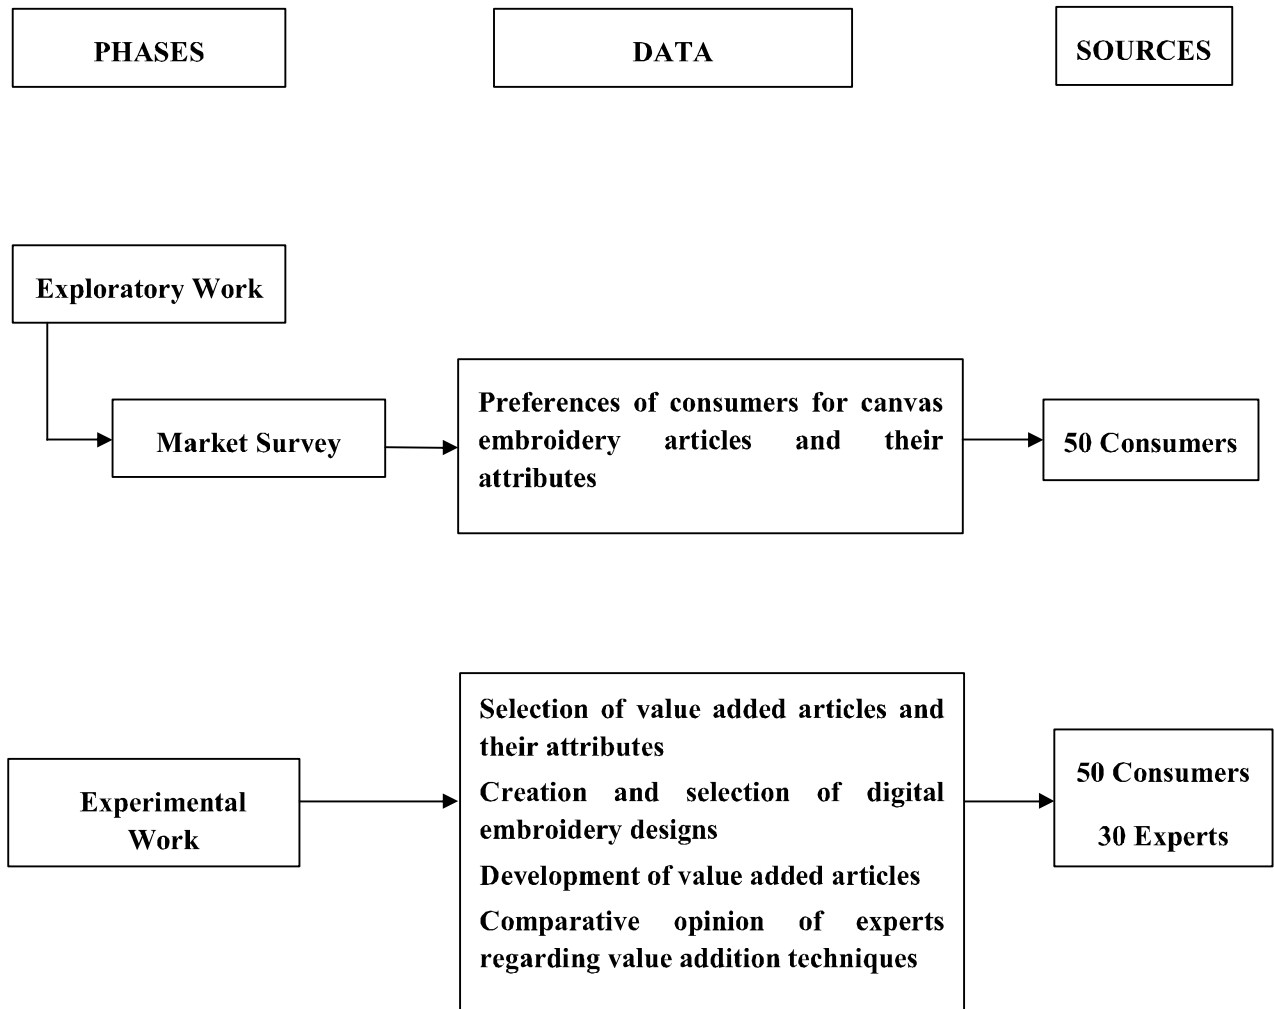 PHASES
DATA
SOURCES
Exploratory Work
Market Survey
Preferences of consumers for canvas
embroidery articles and their
attributes
50 Consumers
Experimental
Work
Selection of value added articles and
their attributes
Creation and selection of digital
embroidery designs
Development of value added articles
Comparative opinion of experts
regarding value addition techniques
50 Consumers
30 Experts